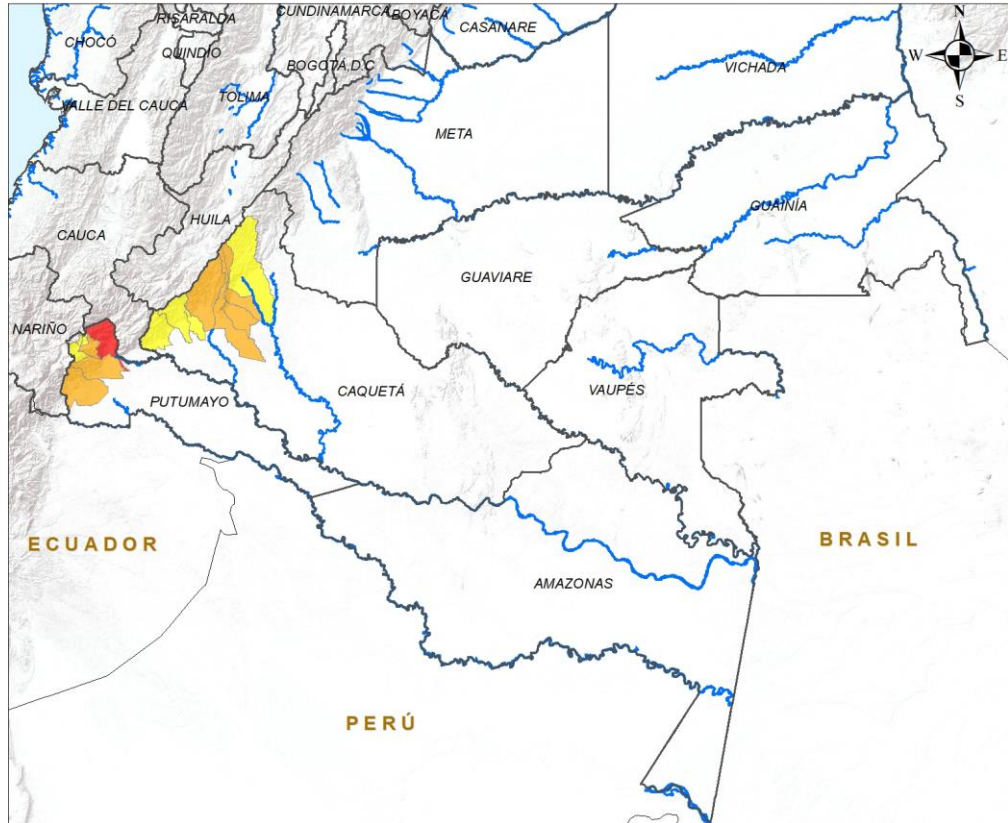 CUNDINAMARCA
BOYACÁ
RISARALDA
CASANARE
N
CHOCÓ
QUINDÍO
BOGOTÁ D.C
W
E
VICHADA
S
VALLE DEL CAUCA
TOLIMA
META
GUAINÍA
HUILA
CAUCA
GUAVIARE
NARIÑO
CAQUETÁ
VAUPÉS
PUTUMAYO
ECUADOR
BRASIL
AMAZONAS
PERÚ